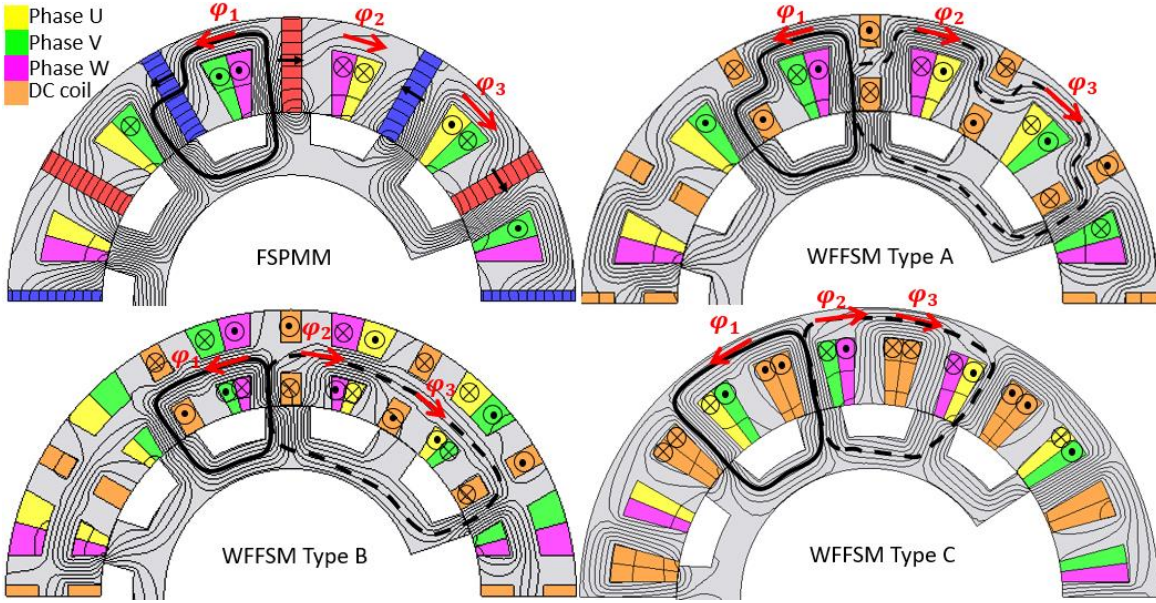 Phase U
Phase V
Phase W
DC coil
φ1
φ2
φ3
FSPMM
φ1
φ2
φ3
WFFSM Type A
φ1
φ2
φ3
WFFSM Type B
φ1
φ2
φ3
WFFSM Type C